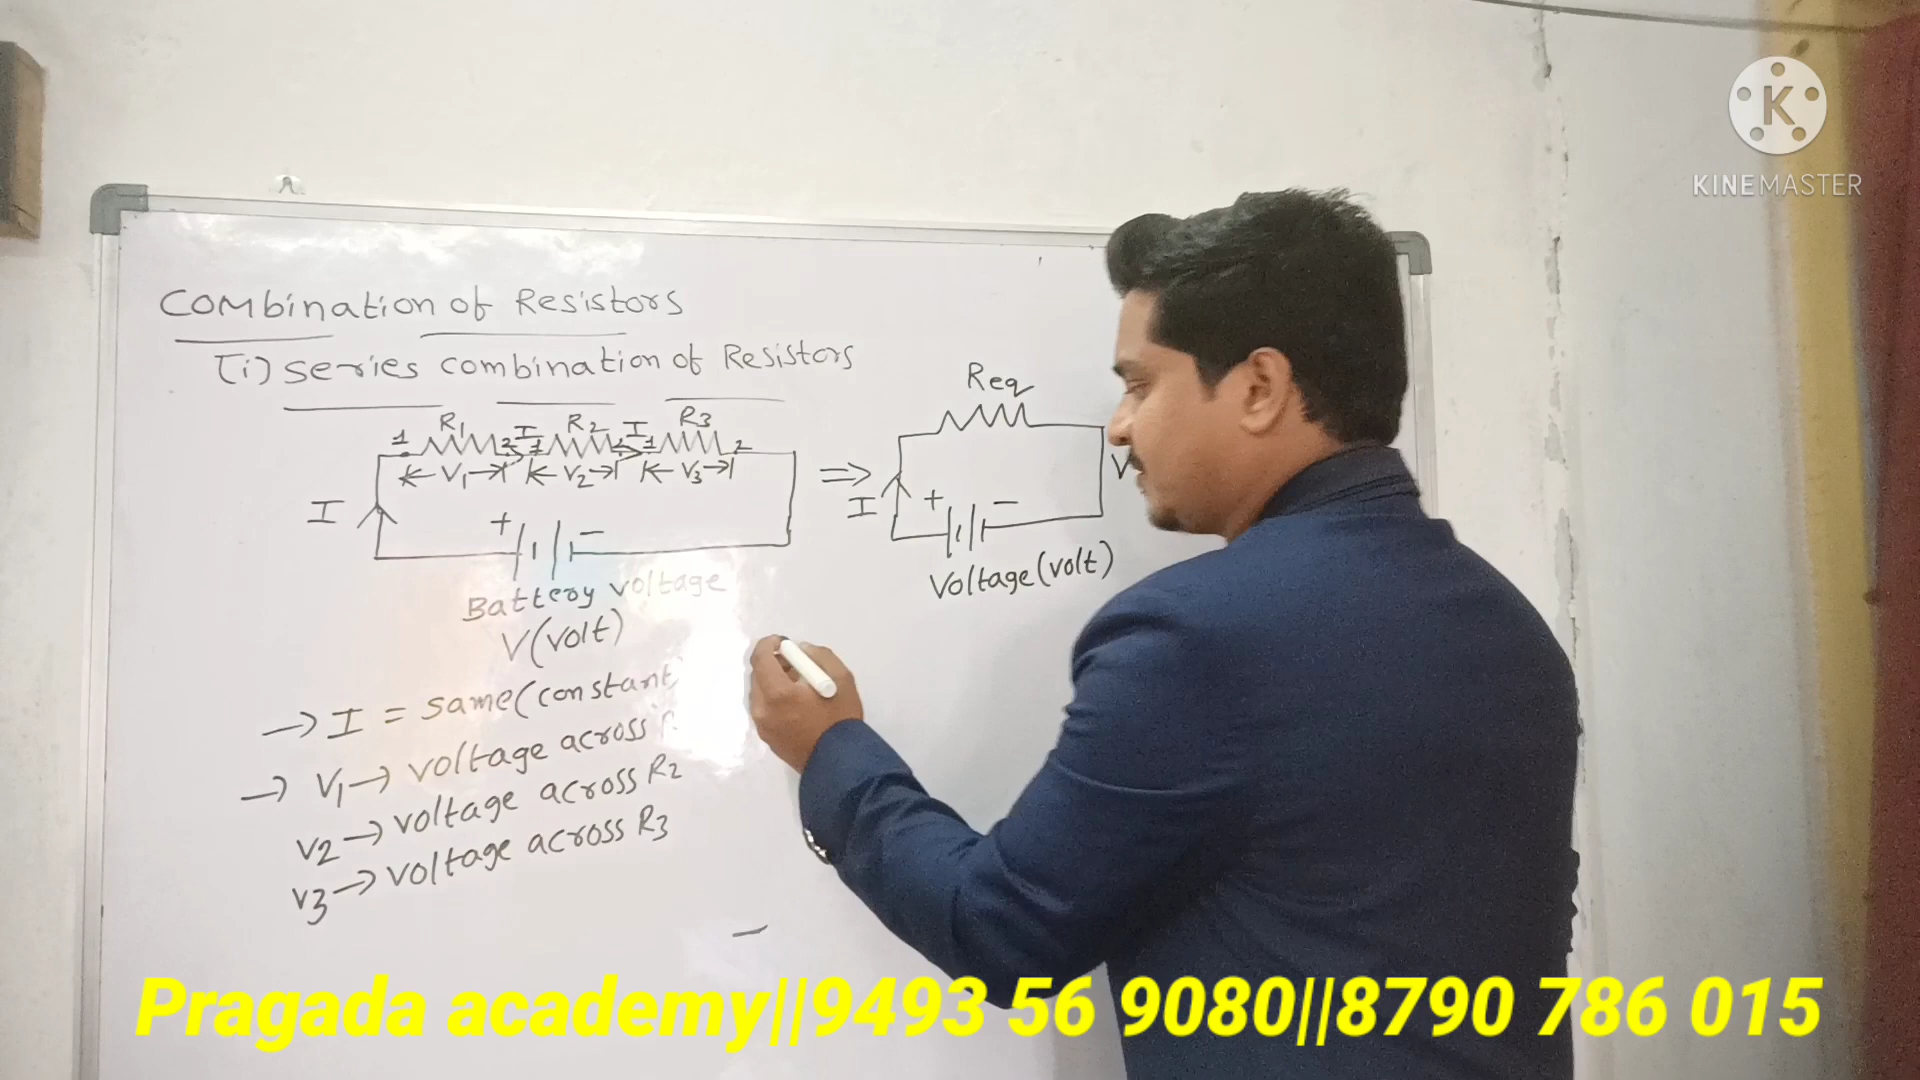 KINEMASTER
Combination of Resistors
(i) series combination of Resistors
R1 I R2 I R3
1 2 1 2 1 2
V1 V2 V3
I
+ −
Battery voltage
V(volt)
Req
⇒
I + − V
Voltage(volt)
→ I = same(constant
→ V1 → voltage across
V2 → voltage across R2
V3 → voltage across R3
Pragada academy||9493 56 9080||8790 786 015